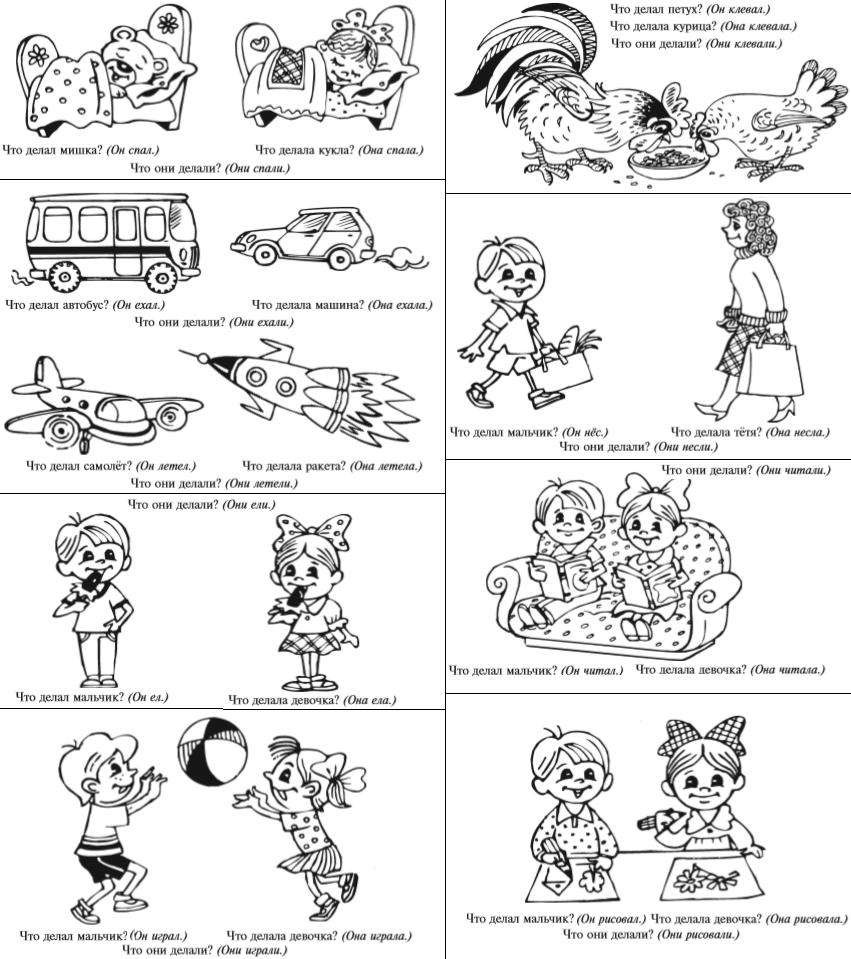 Что делал мишка? (Он спал.) Что делала кукла? (Она спала.)
Что они делали? (Они спали.)
Что делал автобус? (Он ехал.) Что делала машина? (Она ехала.)
Что они делали? (Они ехали.)
Что делал самолёт? (Он летел.) Что делала ракета? (Она летела.)
Что они делали? (Они летели.)
Что они делали? (Они ели.)
Что делал мальчик? (Он ел.) Что делала девочка? (Она ела.)
Что делал мальчик? (Он играл.) Что делала девочка? (Она играла.)
Что они делали? (Они играли.)
Что делал петух? (Он клевал.)
Что делала курица? (Она клевала.)
Что они делали? (Они клевали.)
Что делал мальчик? (Он нёс.) Что делала тётя? (Она несла.)
Что они делали? (Они несли.)
Что они делали? (Они читали.)
Что делал мальчик? (Он читал.) Что делала девочка? (Она читала.)
Что делал мальчик? (Он рисовал.) Что делала девочка? (Она рисовала.)
Что они делали? (Они рисовали.)